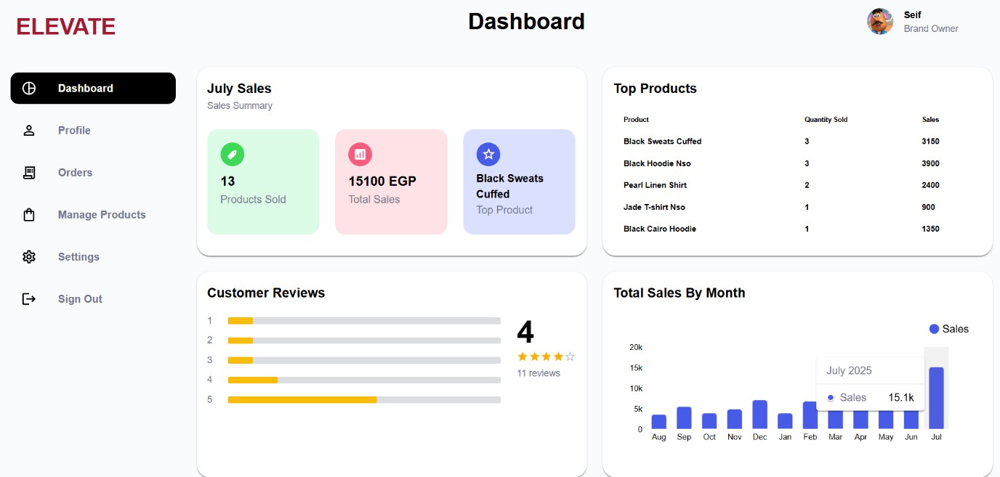 ELEVATE
Dashboard
Seif
Brand Owner
Dashboard
Profile
Orders
Manage Products
Settings
Sign Out
July Sales
Sales Summary
13
Products Sold
15100 EGP
Total Sales
Black Sweats
Cuffed
Top Product
Top Products
Product Quantity Sold Sales
Black Sweats Cuffed 3 3150
Black Hoodie Nso 3 3900
Pearl Linen Shirt 2 2400
Jade T-shirt Nso 1 900
Black Cairo Hoodie 1 1350
Customer Reviews
1
2
3
4
5
4
11 reviews
Total Sales By Month
Sales
20k
15k
10k
5k
0
July 2025
Sales 15.1k
Aug Sep Oct Nov Dec Jan Feb Mar Apr May Jun Jul